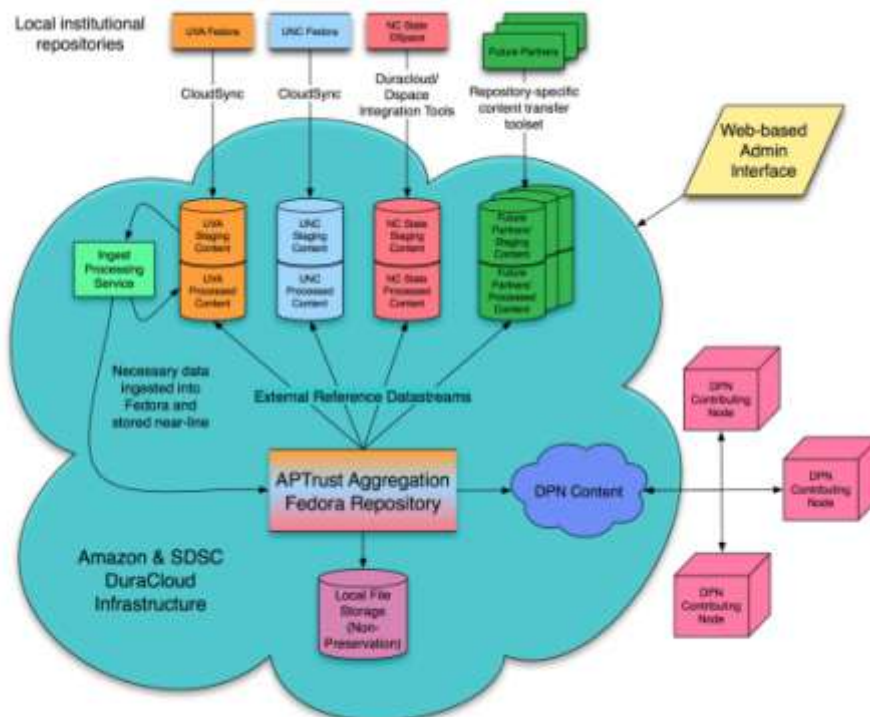 Local institutional
repositories
UVA Fedora
UNC Fedora
NC State
DSpace
Future Partners
CloudSync
CloudSync
Duracloud/
Dspace
Integration Tools
Repository-specific
content transfer
toolset
Web-based
Admin
Interface
UVA
Staging
Content
UVA
Processed
Content
UNC
Staging
Content
UNC
Processed
Content
NC State
Staging
Content
NC State
Processed
Content
Future
Partners'
Staging
Content
Future
Partners'
Processed
Content
Ingest
Processing
Service
Necessary data
ingested into
Fedora and
stored near-line
External Reference Datastreams
APTrust Aggregation
Fedora Repository
DPN Content
DPN
Contributing
Node
DPN
Contributing
Node
DPN
Contributing
Node
Amazon & SDSC
DuraCloud
Infrastructure
Local File
Storage
(Non-
Preservation)